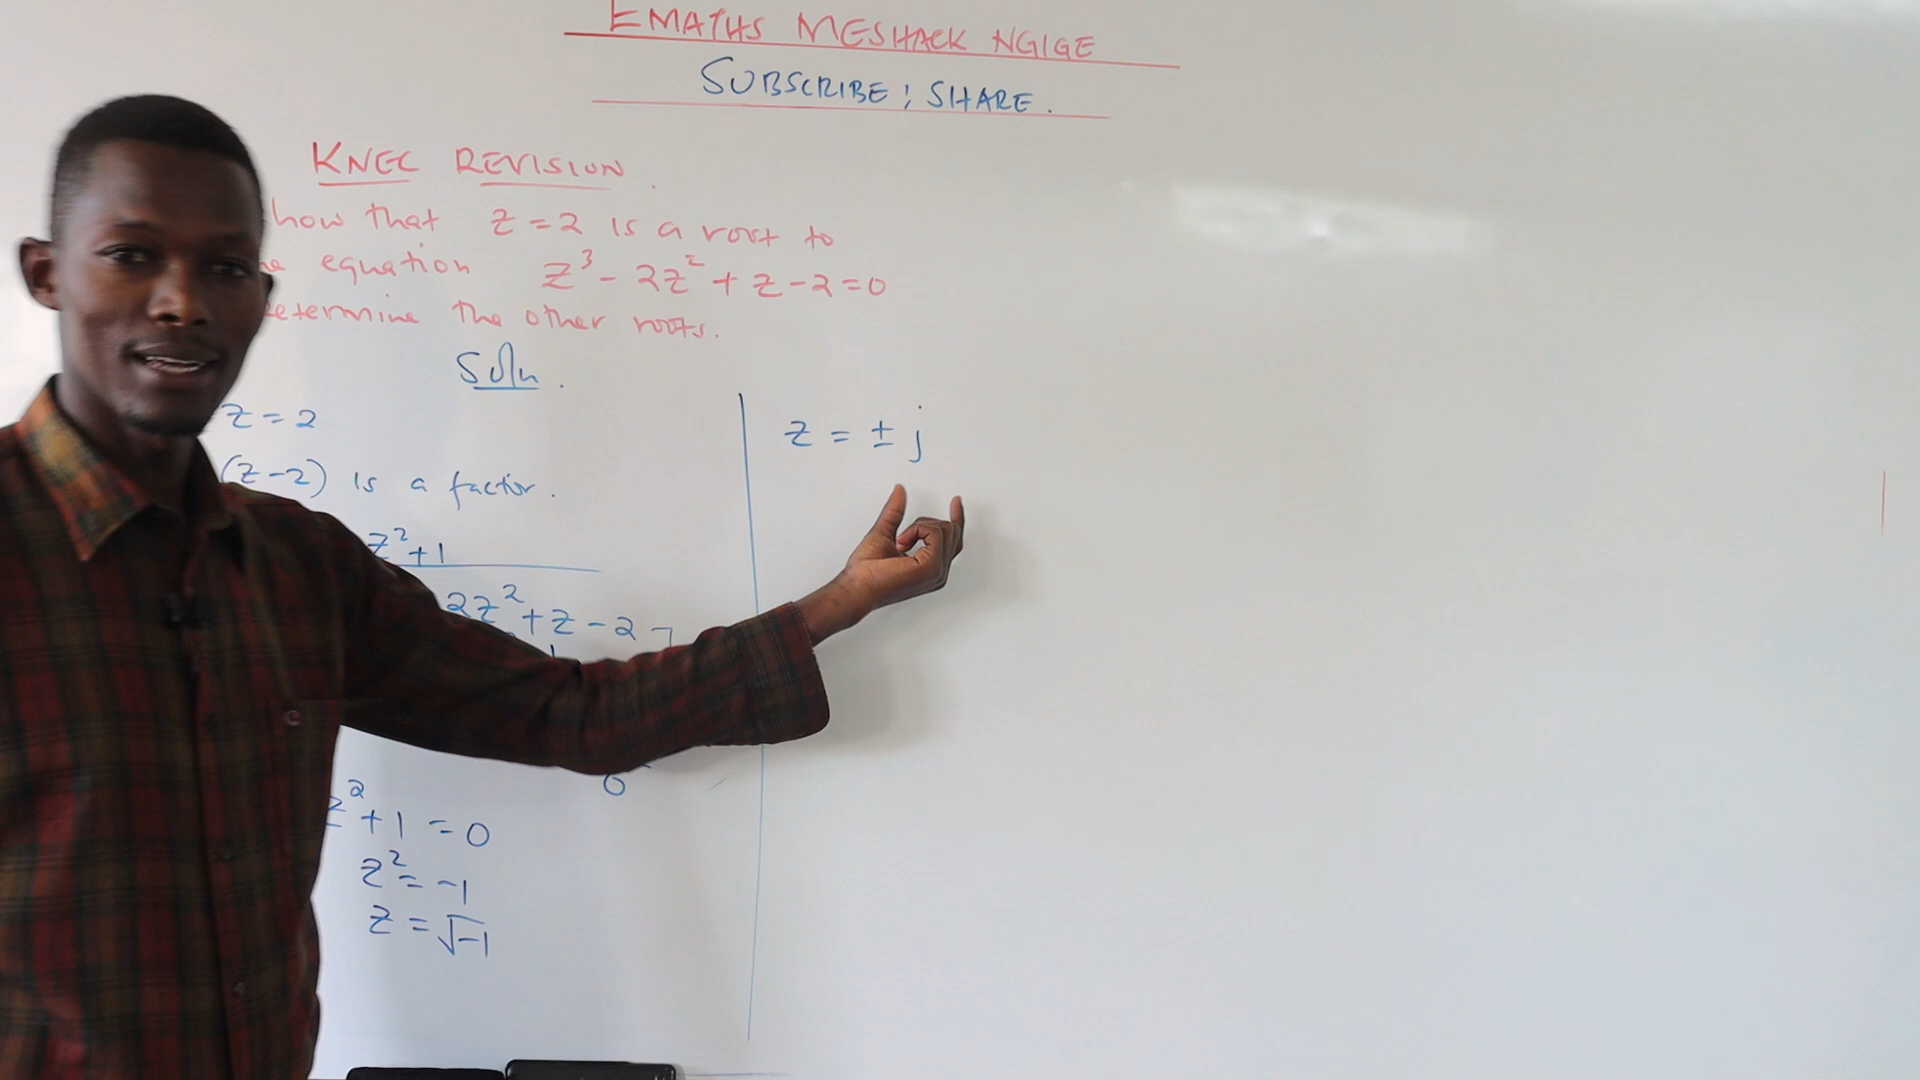 EMATHS MESHACK NGIGE
SUBSCRIBE; SHARE.
KNEC REVISION.
how that z = 2 is a root to
equation z³ - 2z² + z - 2 = 0
etermine the other roots.
Soln.
z = 2
(z - 2) is a factor.
z² + 1
2z² + z - 2
0
z² + 1 = 0
z² = -1
z = √-1
z = ± j